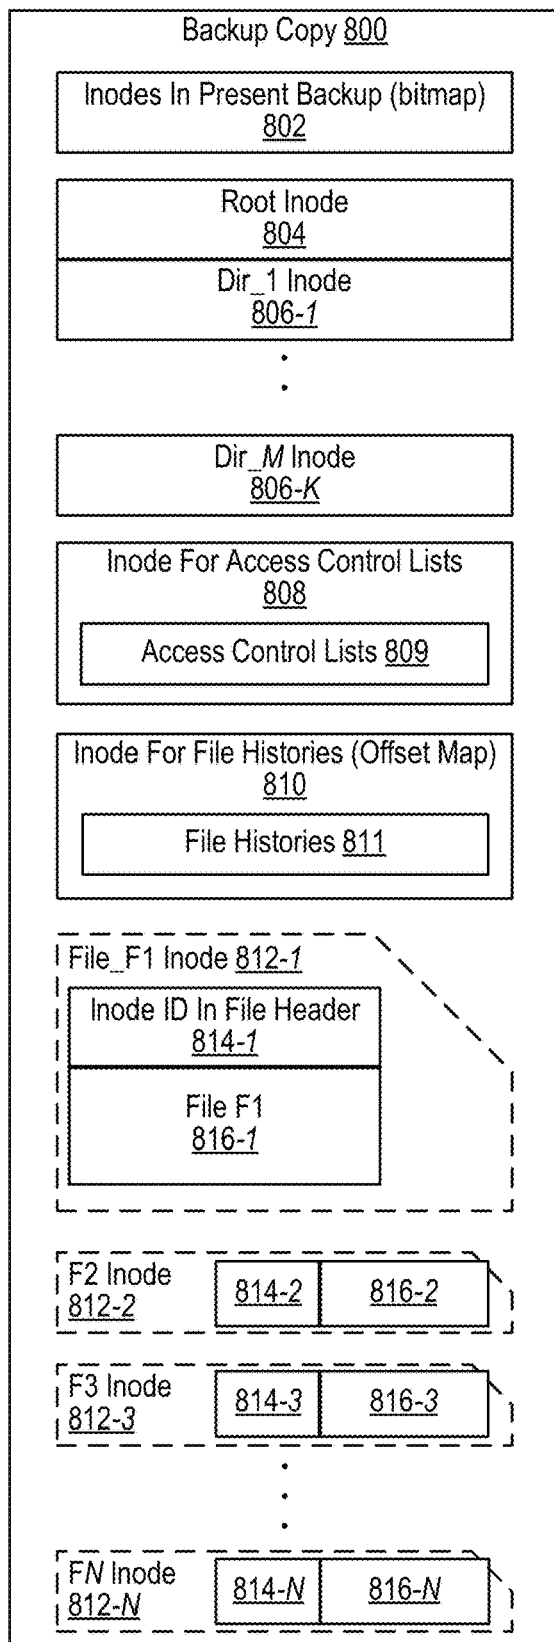 Backup Copy 800
Inodes In Present Backup (bitmap)
802
Root Inode
804
Dir_1 Inode
806-1
Dir_M Inode
806-K
Inode For Access Control Lists
808
Access Control Lists 809
Inode For File Histories (Offset Map)
810
File Histories 811
File_F1 Inode 812-1
Inode ID In File Header
814-1
File F1
816-1
F2 Inode
812-2
814-2
816-2
F3 Inode
812-3
814-3
816-3
FN Inode
812-N
814-N
816-N